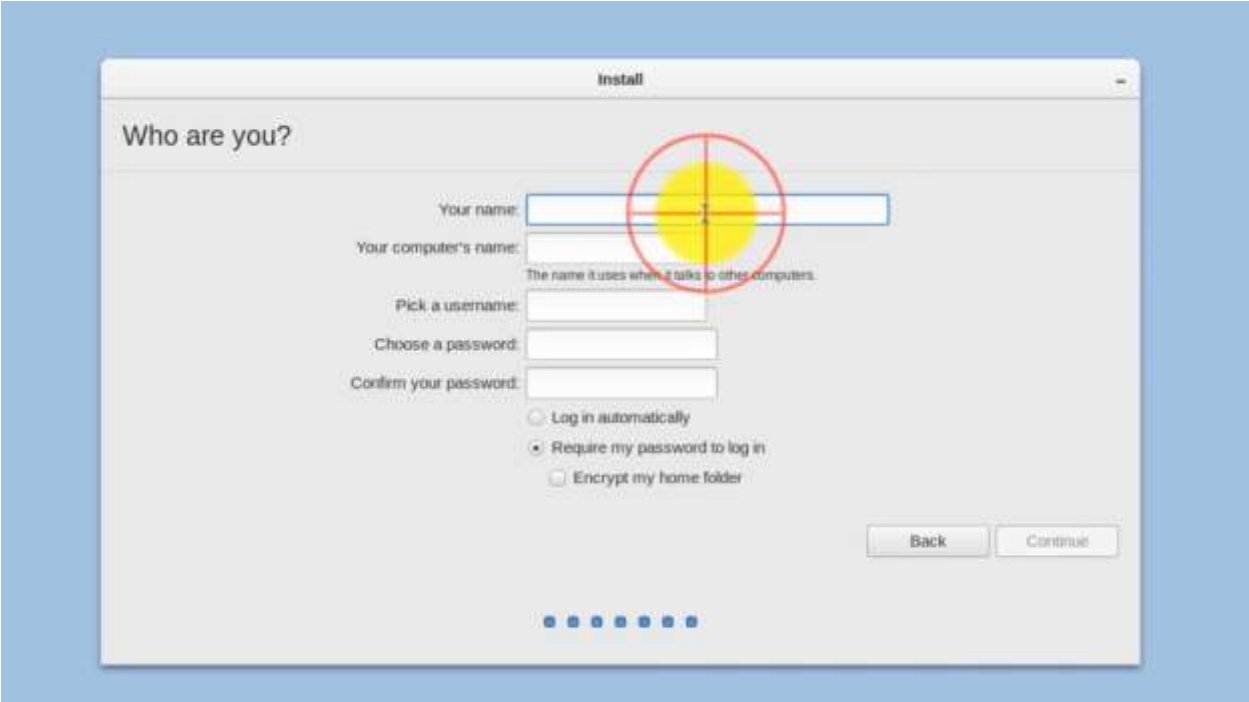 Install
Who are you?
Your name:
Your computer's name:
The name it uses when it talks to other computers.
Pick a username:
Choose a password:
Confirm your password:
Log in automatically
Require my password to log in
Encrypt my home folder
Back Continue